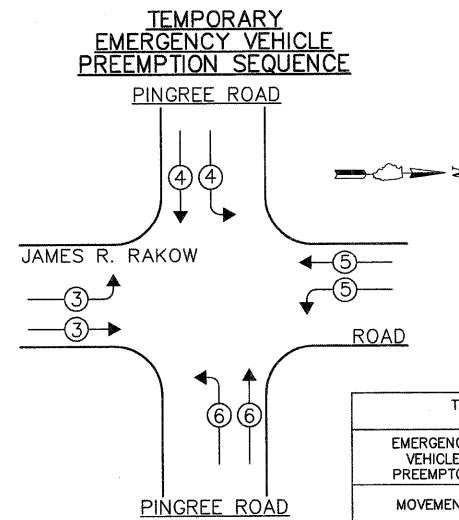 TEMPORARY
EMERGENCY VEHICLE
PREEMPTION SEQUENCE
PINGREE ROAD
4 4
JAMES R. RAKOW
5
3
5
3
ROAD
6 6
PINGREE ROAD
VEHICLE